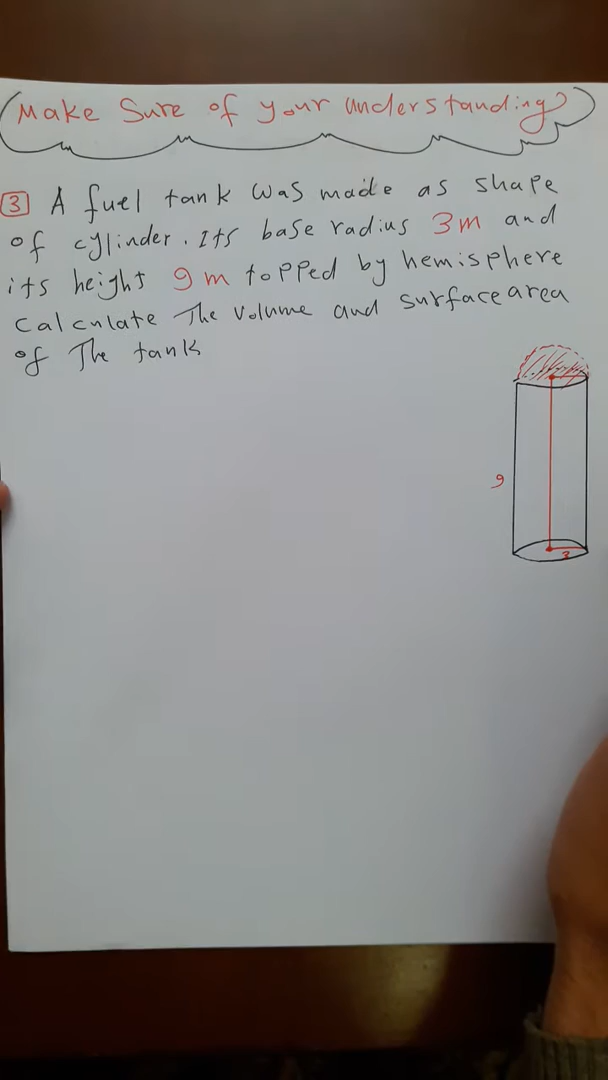 Make Sure of your understanding
3 A fuel tank was made as shape
of cylinder. Its base radius 3m and
its height 9 m topped by hemisphere
Calculate The Volume and surface area
of The tank
9
3